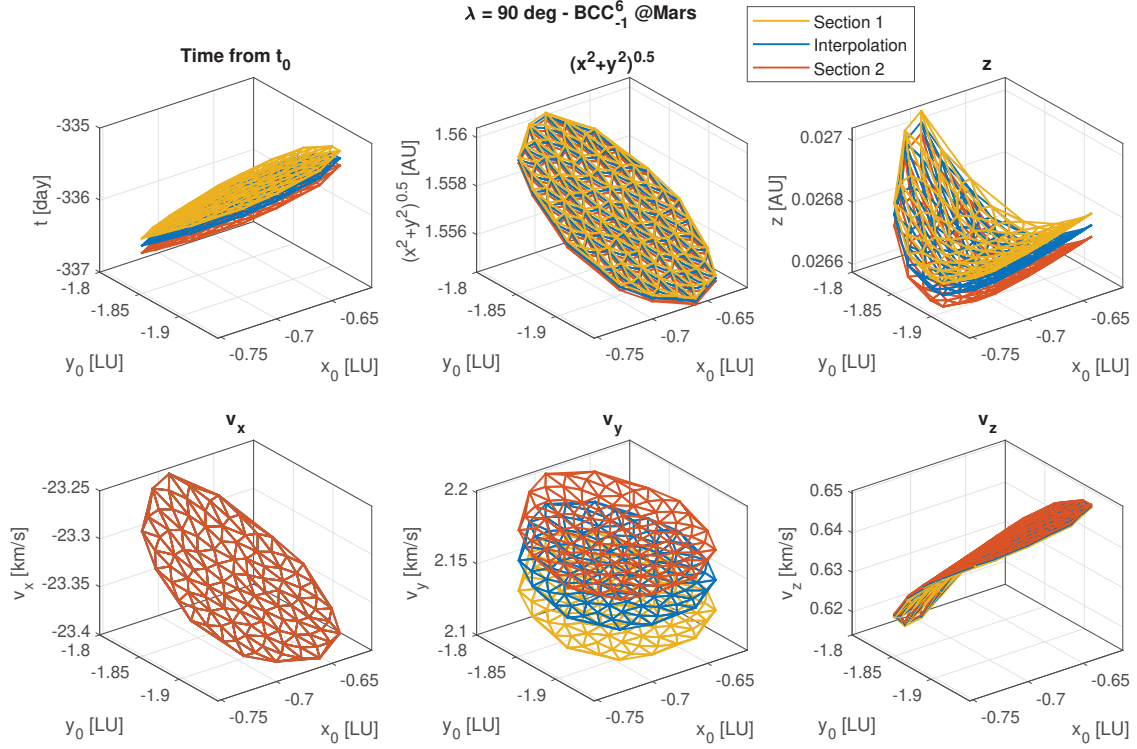 λ = 90 deg - BCC⁶₋₁ @Mars
Section 1
Interpolation
Section 2
Time from t₀
-335
-336
-337
t [day]
-1.8
-1.85
-1.9
y₀ [LU]
-0.75
-0.7
-0.65
x₀ [LU]
(x²+y²)⁰·⁵
1.56
1.558
1.556
(x²+y²)⁰·⁵ [AU]
-1.8
-1.85
-1.9
y₀ [LU]
-0.75
-0.7
-0.65
x₀ [LU]
z
0.027
0.0268
0.0266
z [AU]
-1.8
-1.85
-1.9
y₀ [LU]
-0.75
-0.7
-0.65
x₀ [LU]
vₓ
-23.25
-23.3
-23.35
-23.4
vₓ [km/s]
-1.8
-1.85
-1.9
y₀ [LU]
-0.75
-0.7
-0.65
x₀ [LU]
v_y
2.2
2.15
2.1
v_y [km/s]
-1.8
-1.85
-1.9
y₀ [LU]
-0.75
-0.7
-0.65
x₀ [LU]
v_z
0.65
0.64
0.63
0.62
v_z [km/s]
-1.8
-1.85
-1.9
y₀ [LU]
-0.75
-0.7
-0.65
x₀ [LU]